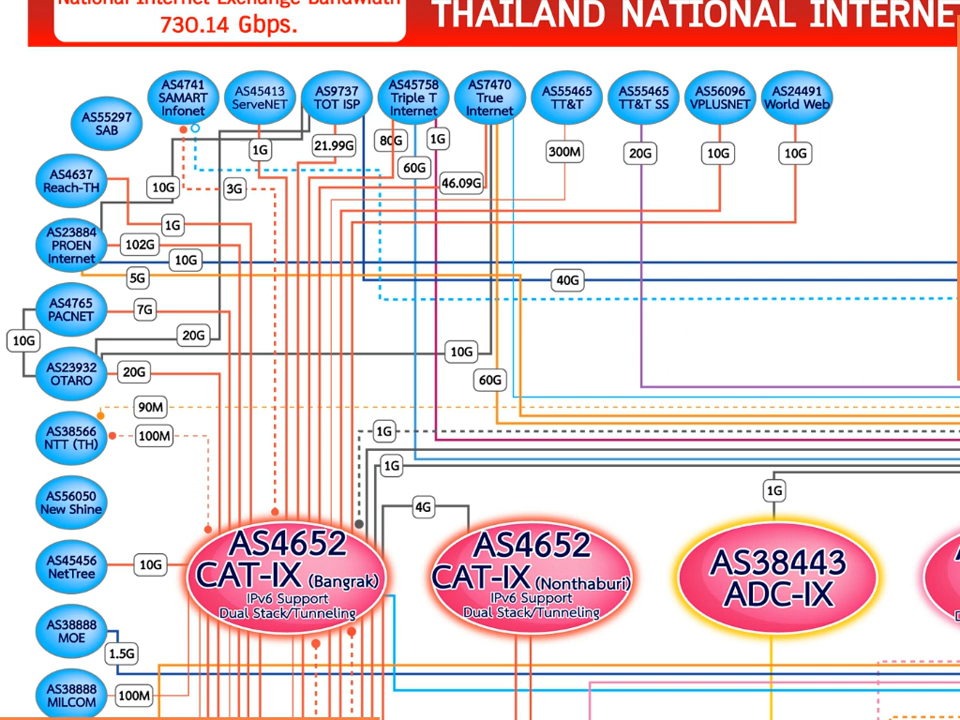 National Internet Exchange Bandwidth
730.14 Gbps.
THAILAND NATIONAL INTERNE
AS4741
SAMART
Infonet
AS45413
ServeNET
AS9737
TOT ISP
AS45758
Triple T
Internet
AS7470
True
Internet
AS55465
TT&T
AS55465
TT&T SS
AS56096
VPLUSNET
AS24491
World Web
AS55297
SAB
1G
21.99G
80G
1G
300M
20G
10G
10G
60G
AS4637
Reach-TH
10G
3G
46.09G
1G
AS23884
PROEN
Internet
102G
10G
5G
40G
AS4765
PACNET
7G
10G
20G
10G
AS23932
OTARO
20G
60G
90M
AS38566
NTT (TH)
100M
1G
1G
AS56050
New Shine
4G
1G
AS45456
NetTree
10G
AS4652
CAT-IX (Bangrak)
IPv6 Support
Dual Stack/Tunneling
AS4652
CAT-IX (Nonthaburi)
IPv6 Support
Dual Stack/Tunneling
AS38443
ADC-IX
AS38888
MOE
1.5G
AS38888
MILCOM
100M